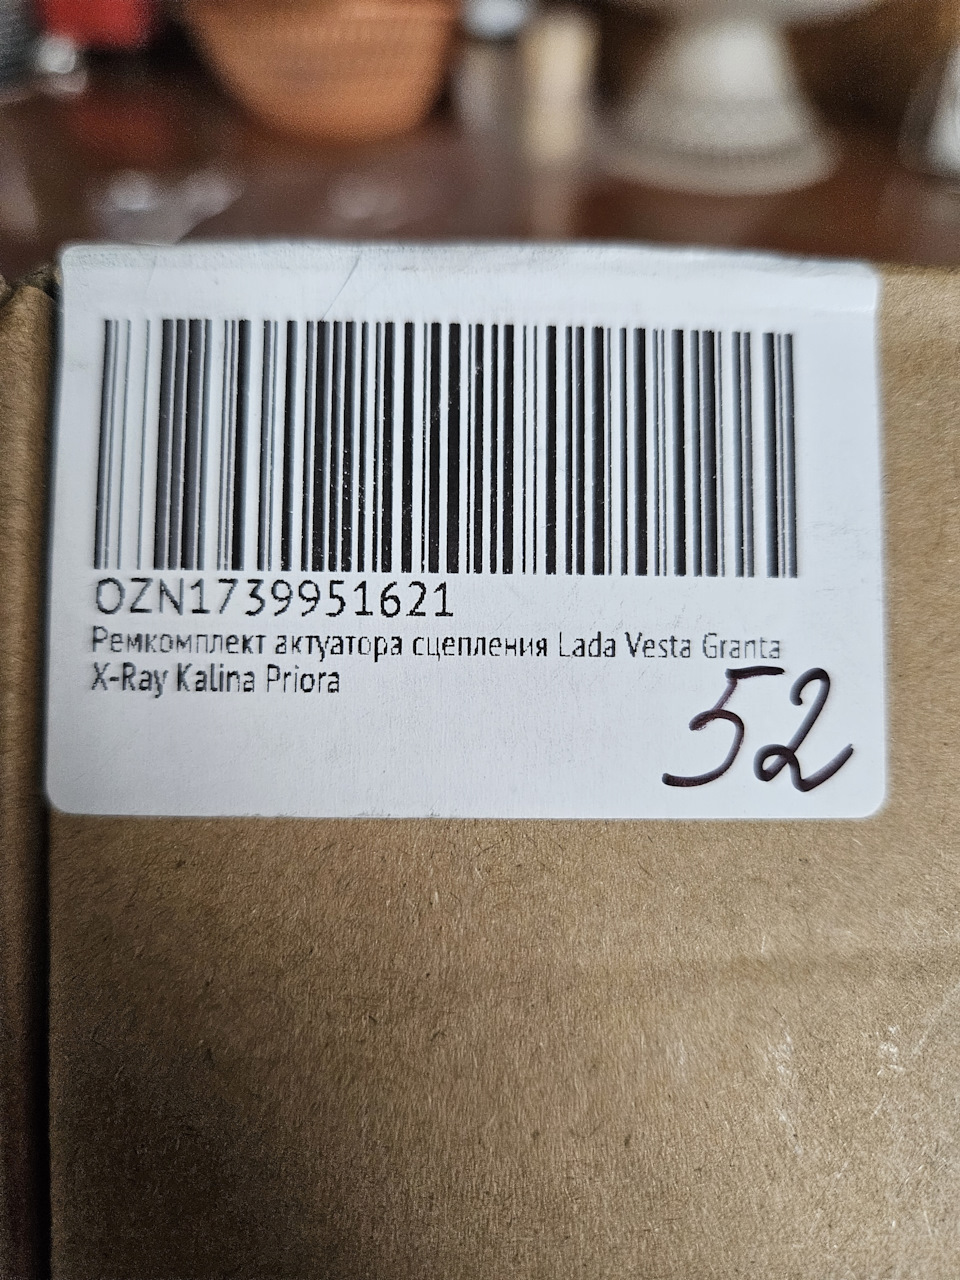 OZN1739951621
Ремкомплект актуатора сцепления Lada Vesta Granta
X-Ray Kalina Priora
52